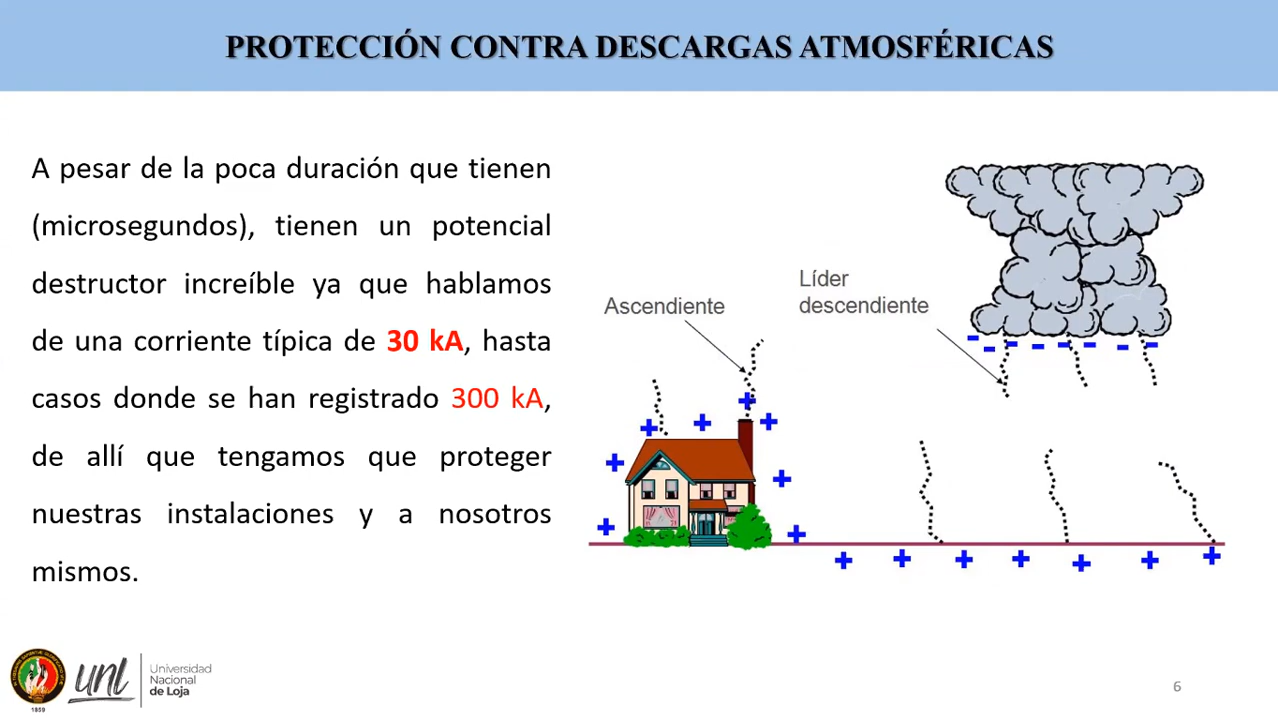 PROTECCIÓN CONTRA DESCARGAS ATMOSFÉRICAS
A pesar de la poca duración que tienen
(microsegundos), tienen un potencial
destructor increíble ya que hablamos
de una corriente típica de 30 kA, hasta
casos donde se han registrado 300 kA,
de allí que tengamos que proteger
nuestras instalaciones y a nosotros
mismos.
Ascendiente
Líder
descendiente
1859
unl
Universidad
Nacional
de Loja
6